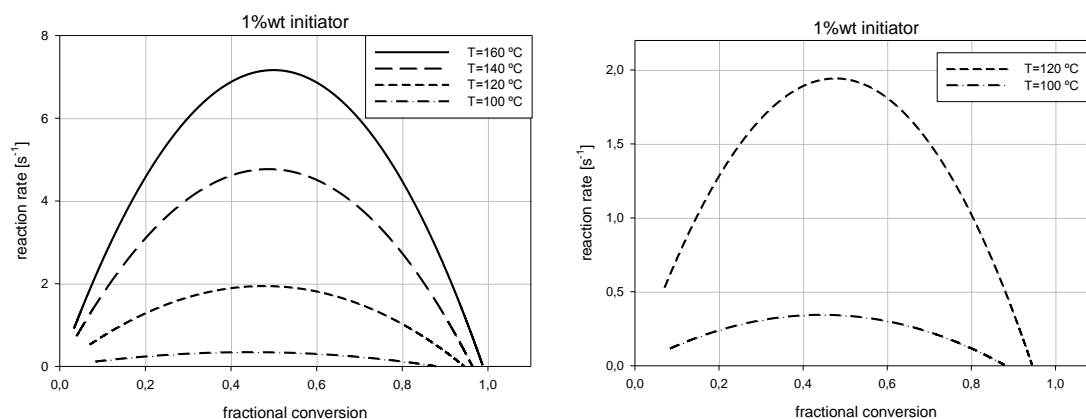 1%wt initiator
8
6
4
2
0
T=160 ºC
T=140 ºC
T=120 ºC
T=100 ºC
reaction rate [s-1]
0,0 0,2 0,4 0,6 0,8 1,0
fractional conversion
1%wt initiator
2,0
1,5
1,0
0,5
0,0
T=120 ºC
T=100 ºC
reaction rate [s-1]
0,0 0,2 0,4 0,6 0,8 1,0
fractional conversion